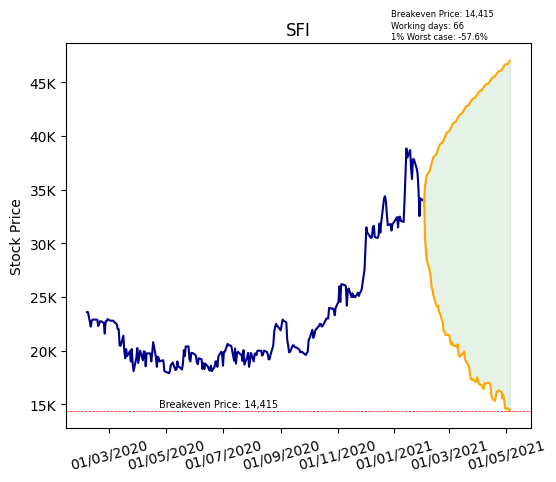 Breakeven Price: 14,415
Working days: 66
1% Worst case: -57.6%
SFI
Stock Price
45K
40K
35K
30K
25K
20K
15K
Breakeven Price: 14,415
01/03/2020
01/05/2020
01/07/2020
01/09/2020
01/11/2020
01/01/2021
01/03/2021
01/05/2021